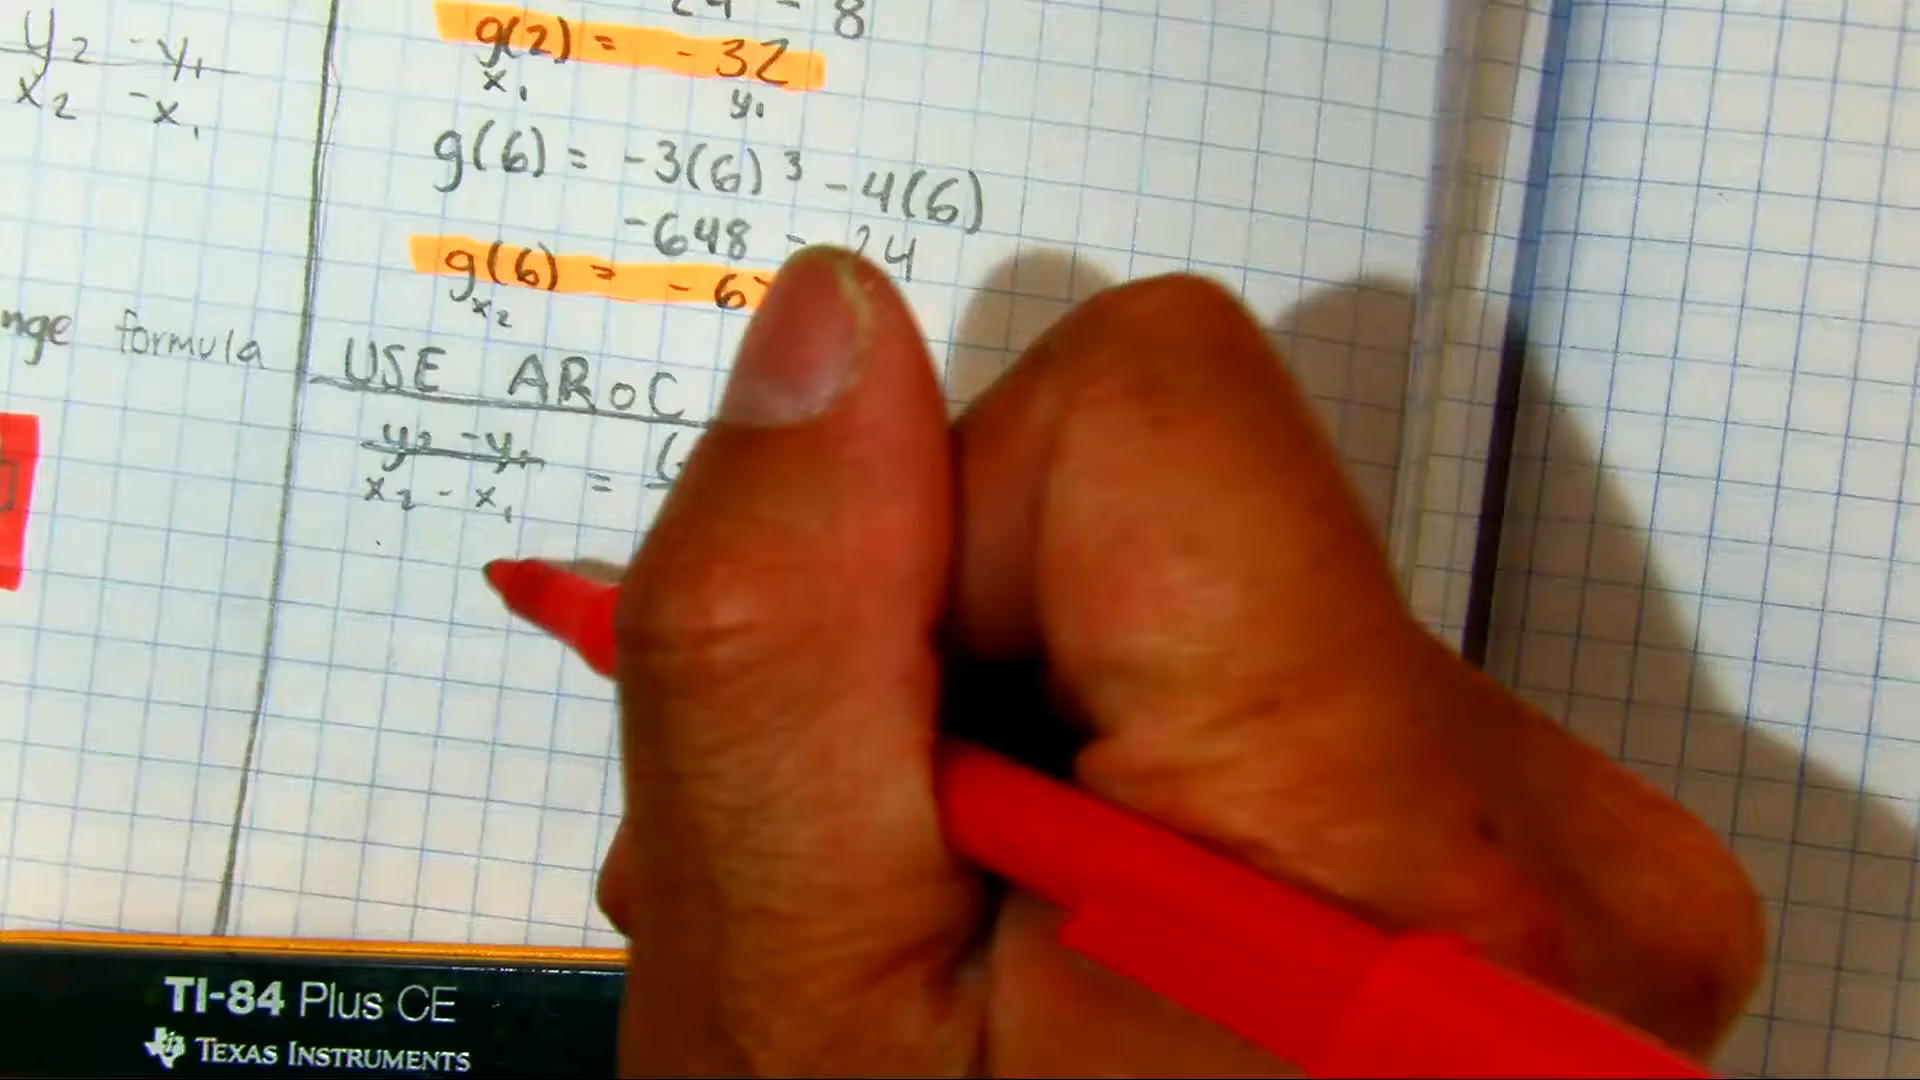 y₂ - y₁
x₂ - x₁
nge formula
24 - 8
g(2) = - 32
x₁ y₁
g(6) = -3(6)³ - 4(6)
-648 - 24
g(6) = - 6
x₂
USE ARoC
y₂ - y₁
x₂ - x₁ =
TI-84 Plus CE
TEXAS INSTRUMENTS